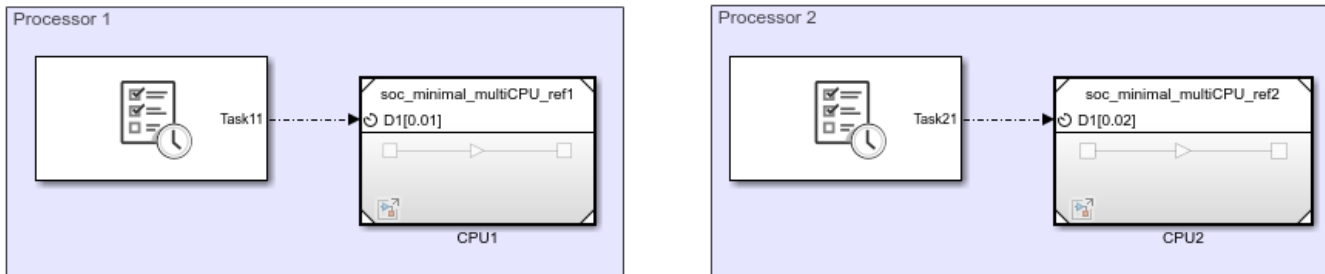 Processor 1
Task11
soc_minimal_multiCPU_ref1
D1[0.01]
CPU1
Processor 2
Task21
soc_minimal_multiCPU_ref2
D1[0.02]
CPU2